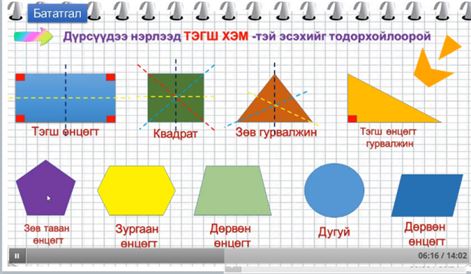 Бататгал
Дүрсүүдээ нэрлээд ТЭГШ ХЭМ -тэй эсэхийг тодорхойлоорой
Тэгш өнцөгт
Квадрат
Зөв гурвалжин
Тэгш өнцөгт
гурвалжин
Зөв таван
өнцөгт
Зургаан
өнцөгт
Дөрвөн
өнцөгт
Дугуй
Дөрвөн
өнцөгт
06:16 / 14:02